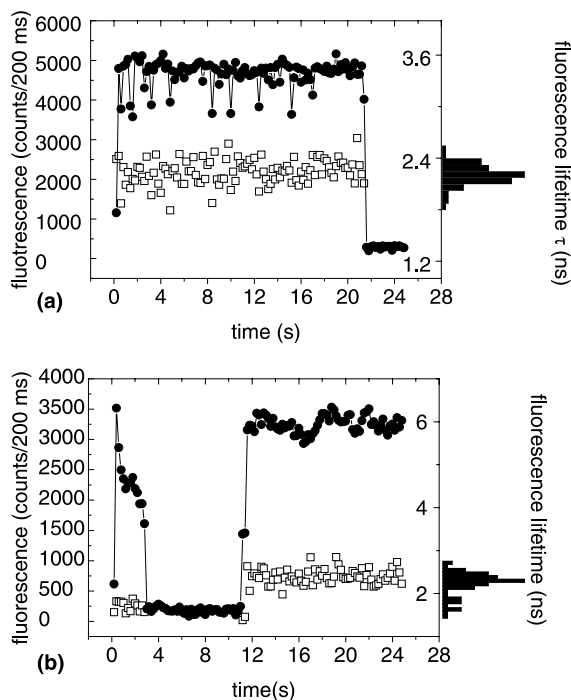 6000
5000
4000
3000
2000
1000
0
fluotrescence (counts/200 ms)
3.6
2.4
1.2
fluorescence lifetime τ (ns)
0 4 8 12 16 20 24 28
(a)
time (s)
4000
3500
3000
2500
2000
1500
1000
500
250
0
fluorescence (counts/200 ms)
6
4
2
fluorescence lifetime (ns)
0 4 8 12 16 20 24 28
(b)
time(s)